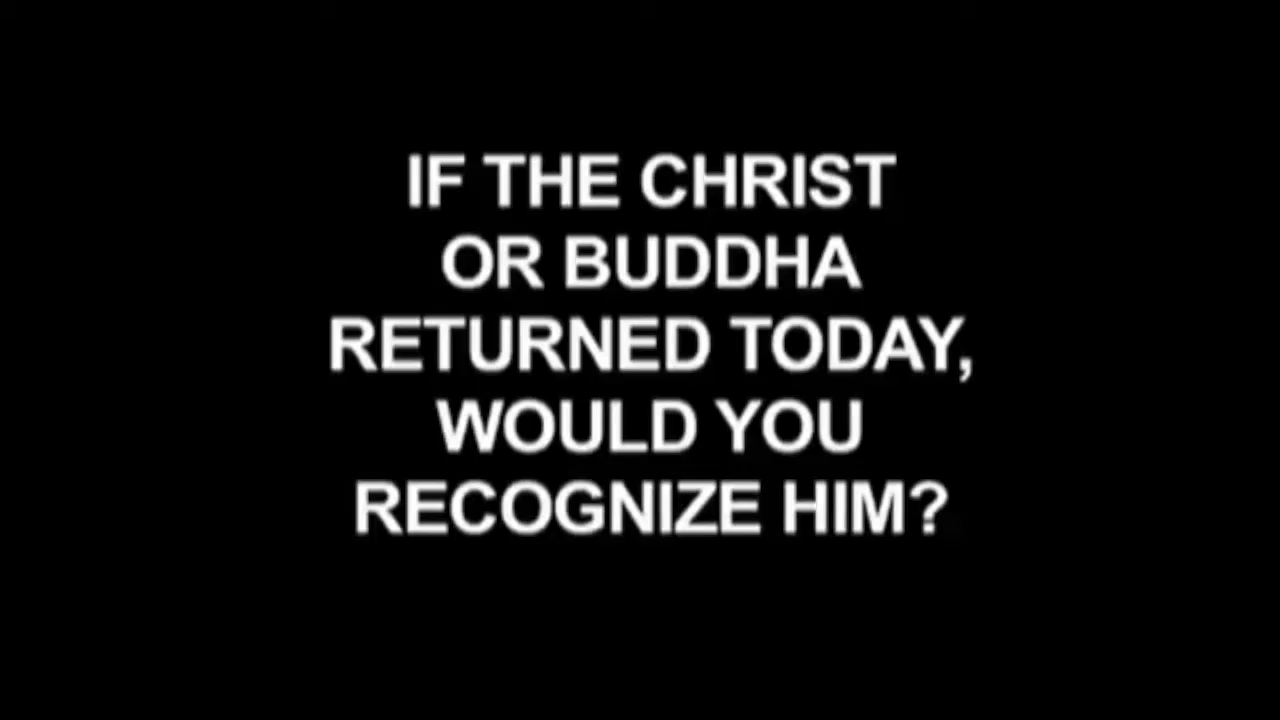 IF THE CHRIST
OR BUDDHA
RETURNED TODAY,
WOULD YOU
RECOGNIZE HIM?